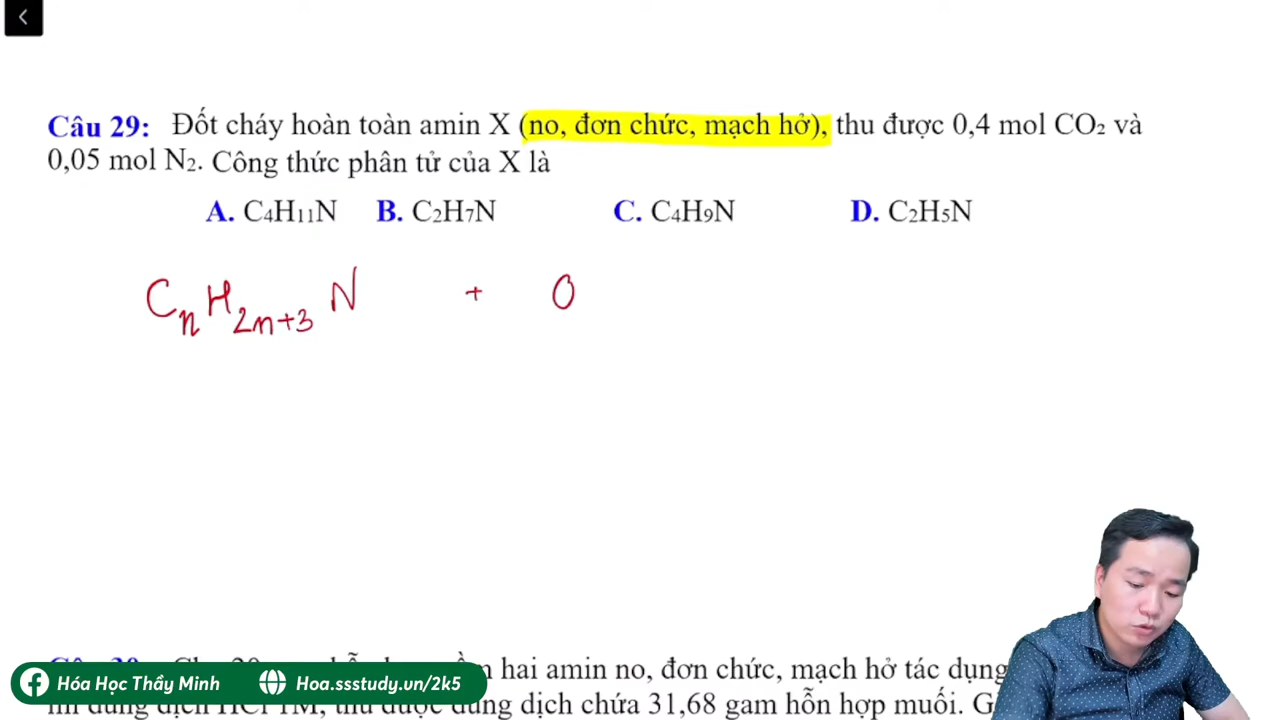 Câu 29: Đốt cháy hoàn toàn amin X (no, đơn chức, mạch hở), thu được 0,4 mol CO₂ và
0,05 mol N₂. Công thức phân tử của X là
A. C₄H₁₁N B. C₂H₇N C. C₄H₉N D. C₂H₅N
CₙH₂ₙ₊₃N + O
hai amin no, đơn chức, mạch hở tác dụng
dung dịch chứa 31,68 gam hỗn hợp muối. G
Hóa Học Thầy Minh Hoa.ssstudy.vn/2k5